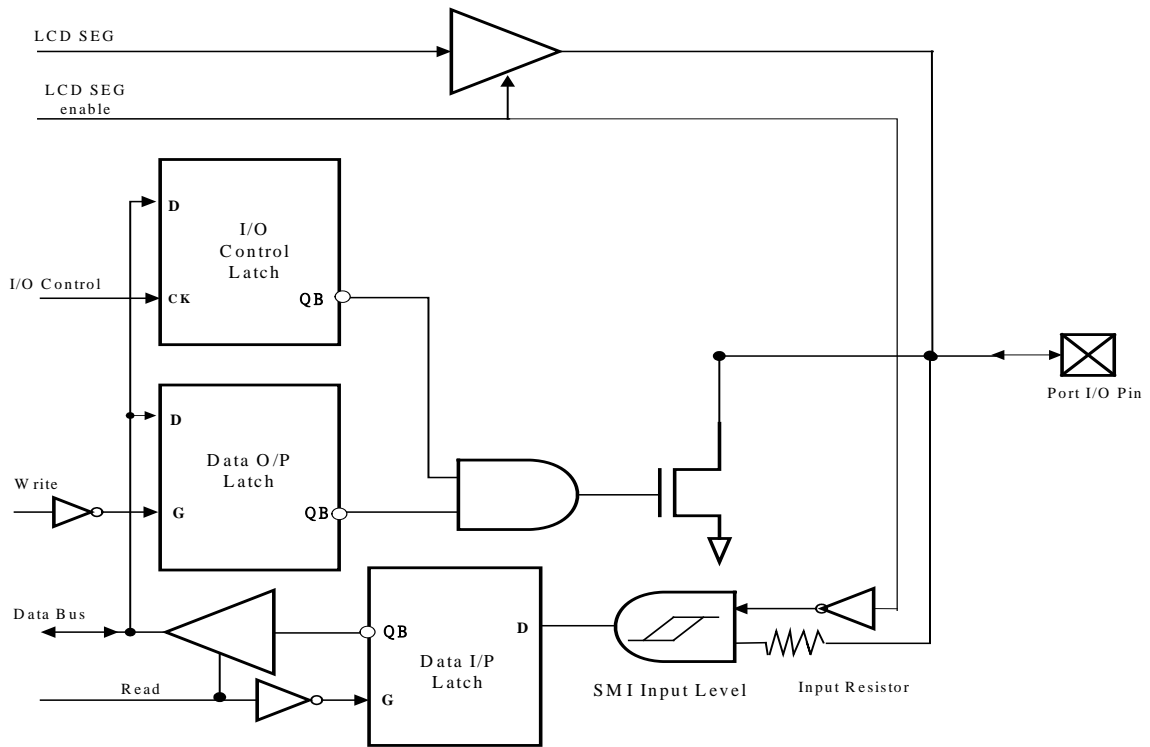 LCD SEG
LCD SEG
enable
D
I/O
Control
Latch
I/O Control
CK
QB
Port I/O Pin
D
Data O/P
Latch
Write
G
QB
Data Bus
QB
D
Data I/P
Latch
Read
G
SMI Input Level
Input Resistor